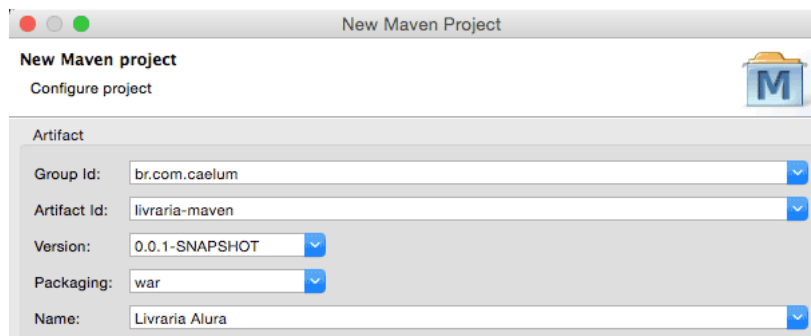 New Maven Project
New Maven project
Configure project
M
Artifact
Group Id: br.com.caelum
Artifact Id: livraria-maven
Version: 0.0.1-SNAPSHOT
Packaging: war
Name: Livraria Alura